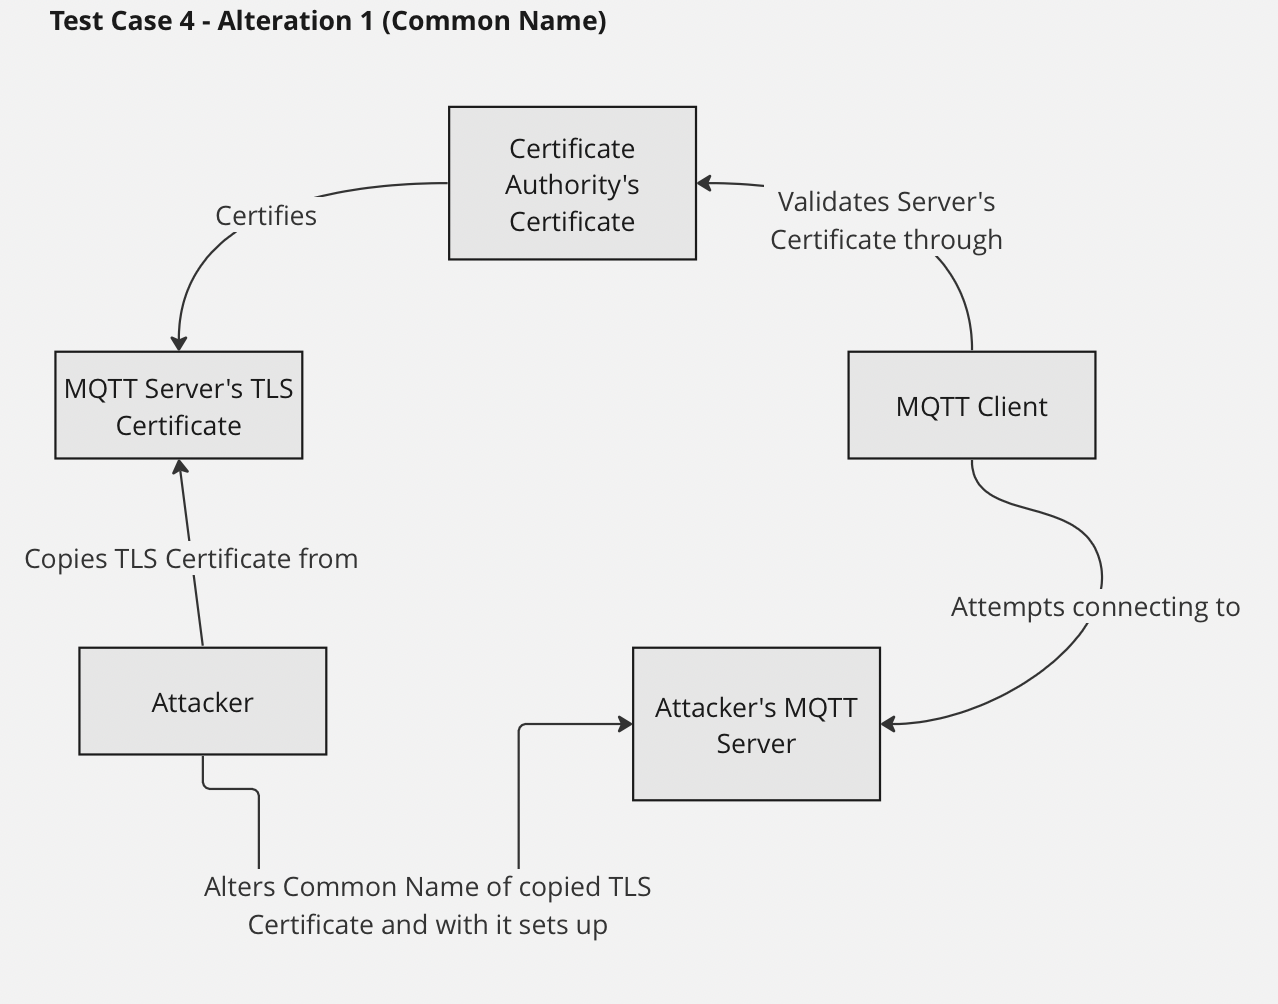 Test Case 4 - Alteration 1 (Common Name)
Certificate
Authority's
Certificate
Certifies
Validates Server's
Certificate through
MQTT Server's TLS
Certificate
MQTT Client
Copies TLS Certificate from
Attempts connecting to
Attacker
Attacker's MQTT
Server
Alters Common Name of copied TLS
Certificate and with it sets up